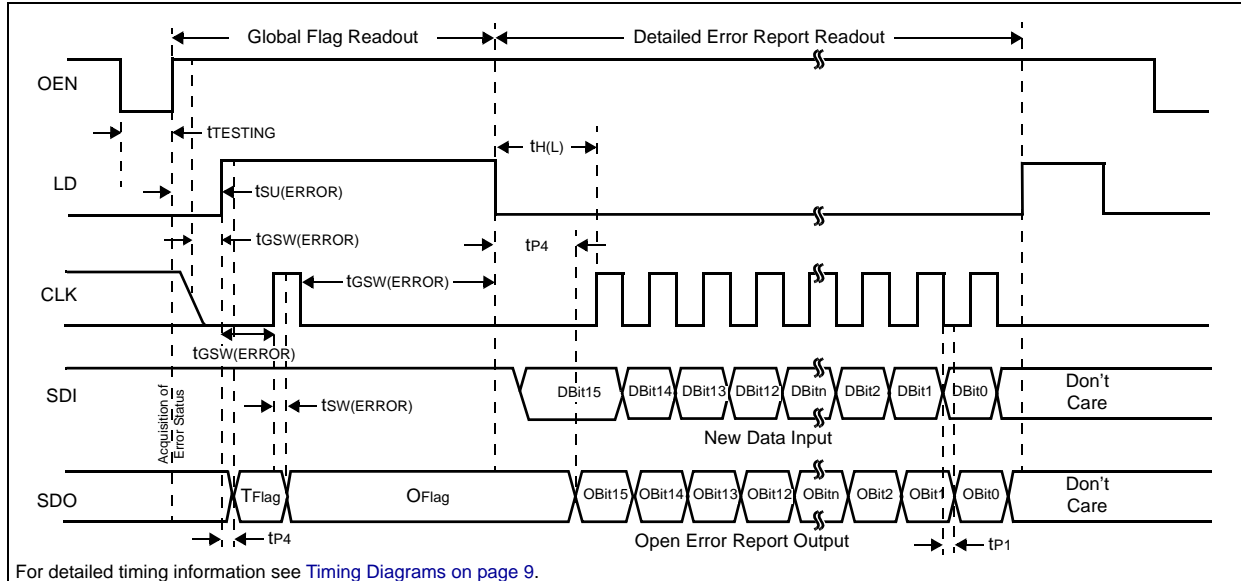 Global Flag Readout
Detailed Error Report Readout
OEN
tTESTING
tH(L)
LD
tSU(ERROR)
tGSW(ERROR)
tP4
CLK
tGSW(ERROR)
tGSW(ERROR)
SDI
DBit15
DBit14
DBit13
DBit12
DBitn
DBit2
DBit1
DBit0
Don't
Care
tSW(ERROR)
New Data Input
Acquisition of
Error Status
SDO
TFlag
OFlag
OBit15
OBit14
OBit13
OBit12
OBitn
OBit2
OBit1
OBit0
Don't
Care
tP4
Open Error Report Output
tP1
For detailed timing information see Timing Diagrams on page 9.